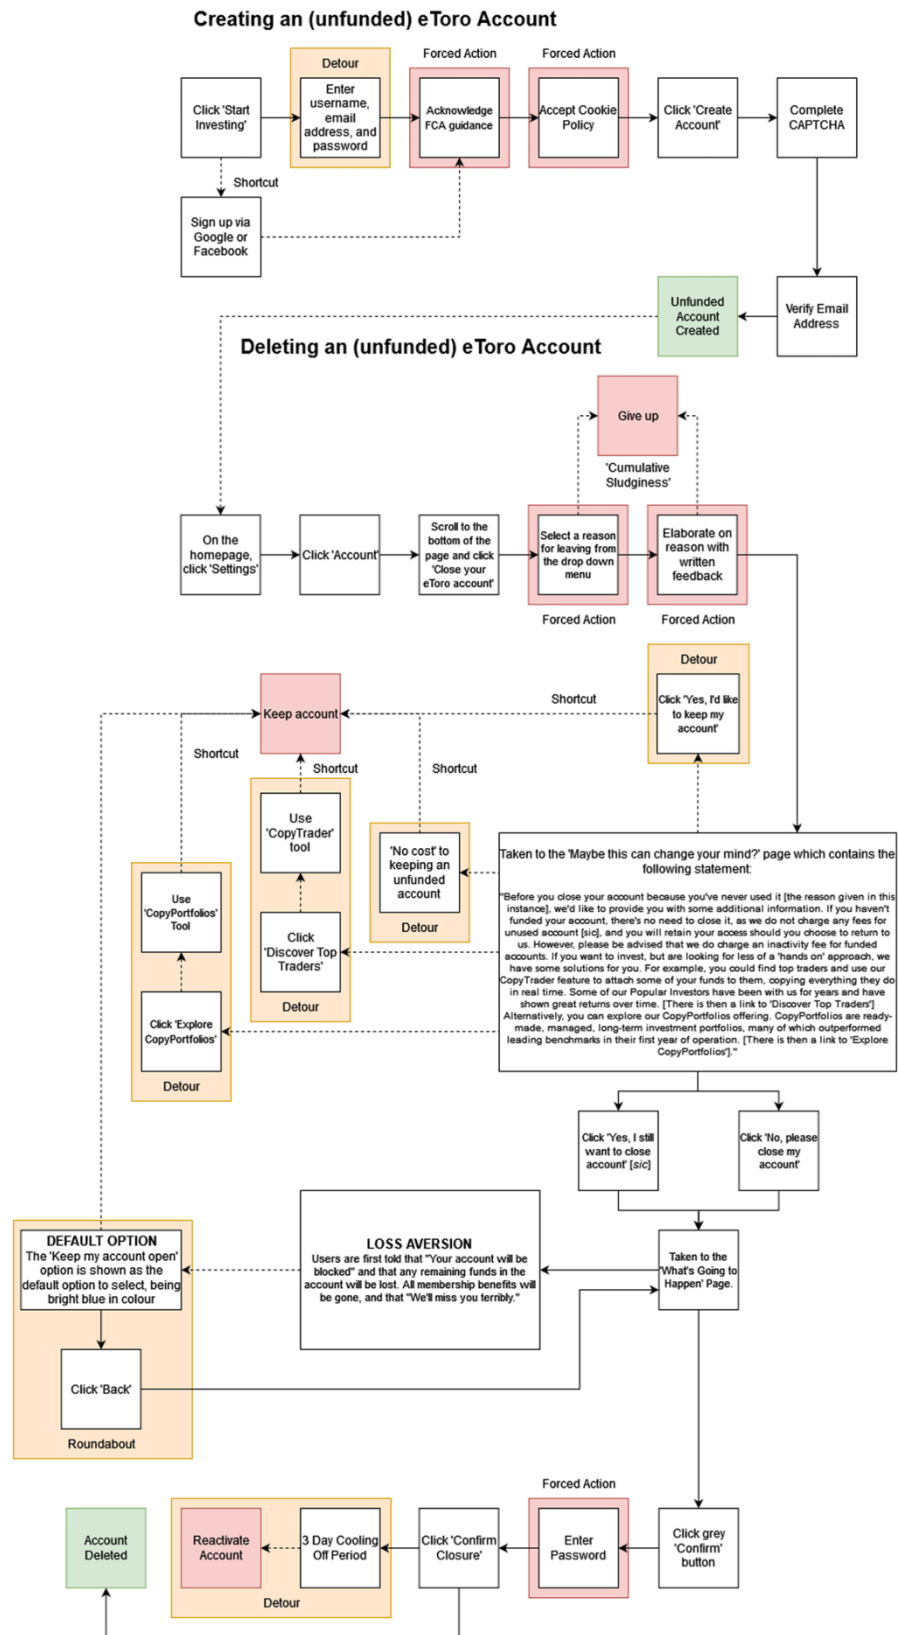 Creating an (unfunded) eToro Account
Forced Action
Forced Action
Detour
Click 'Start
Investing'
Enter
username,
email
address, and
password
Acknowledge
FCA guidance
Accept Cookie
Policy
Click 'Create
Account'
Complete
CAPTCHA
Shortcut
Sign up via
Google or
Facebook
Unfunded
Account
Created
Verify Email
Address
Deleting an (unfunded) eToro Account
Give up
'Cumulative
Sludginess'
On the
homepage,
click 'Settings'
Click 'Account'
Scroll to the
bottom of the
page and click
'Close your
eToro account'
Select a reason
for leaving from
the drop down
menu
Elaborate on
reason with
written
feedback
Forced Action
Forced Action
Detour
Click 'Yes, I'd like
to keep my
account'
Shortcut
Keep account
Shortcut
Shortcut
Shortcut
Use
'CopyTrader'
tool
'No cost' to
keeping an
unfunded
account
Detour
Use
'CopyPortfolios'
Tool
Click
'Discover Top
Traders'
Detour
Click 'Explore
CopyPortfolios'
Detour
Taken to the 'Maybe this can change your mind?' page which contains the
following statement:
"Before you close your account because you've never used it [the reason given in this
instance], we'd like to provide you with some additional information. If you haven't
funded your account, there's no need to close it, as we do not charge any fees for
unused account [sic], and you will retain your access should you choose to return to
us. However, please be advised that we do charge an inactivity fee for funded
accounts. If you want to invest, but are looking for less of a 'hands on' approach, we
have some solutions for you. For example, you could find top traders and use our
CopyTrader feature to attach some of your funds to them, copying everything they do
in real time. Some of our Popular Investors have been with us for years and have
shown great returns over time. [There is then a link to 'Discover Top Traders']
Alternatively, you can explore our CopyPortfolios offering. CopyPortfolios are ready-
made, managed, long-term investment portfolios, many of which outperformed
leading benchmarks in their first year of operation. [There is then a link to 'Explore
CopyPortfolios']."
Click 'Yes, I still
want to close
account' [sic]
Click 'No, please
close my
account'
DEFAULT OPTION
The 'Keep my account open'
option is shown as the
default option to select, being
bright blue in colour
LOSS AVERSION
Users are first told that "Your account will be
blocked" and that any remaining funds in the
account will be lost. All membership benefits will
be gone, and that "We'll miss you terribly."
Taken to the
'What's Going to
Happen' Page.
Click 'Back'
Roundabout
Forced Action
Account
Deleted
Reactivate
Account
3 Day Cooling
Off Period
Click 'Confirm
Closure'
Enter
Password
Click grey
'Confirm'
button
Detour